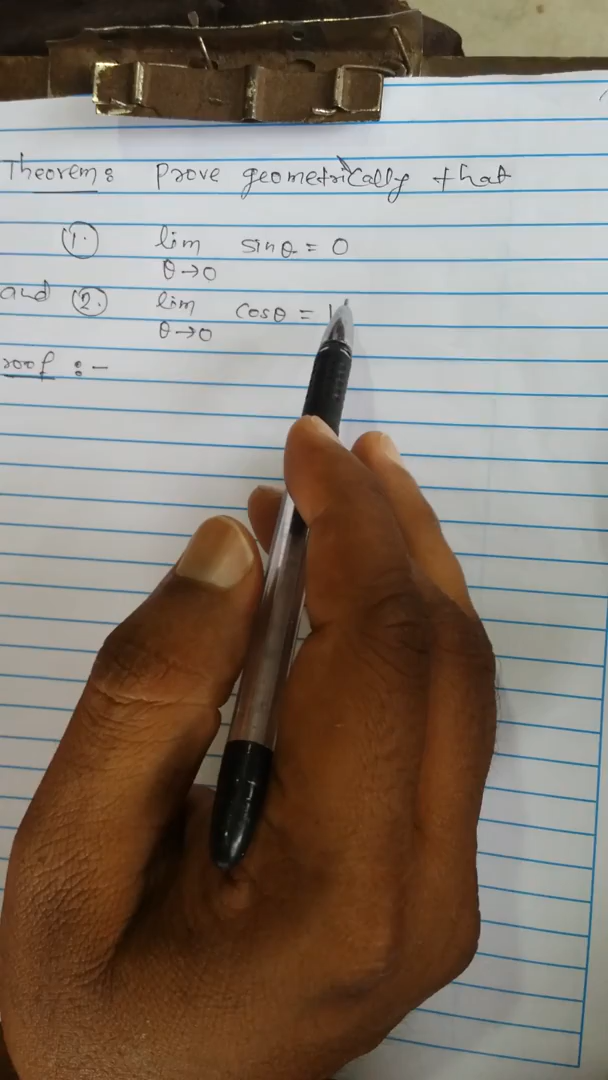 Theorem: Prove geometrically that
①. lim sinθ = 0
θ→0
and ②. lim cosθ = 1
θ→0
roof :-